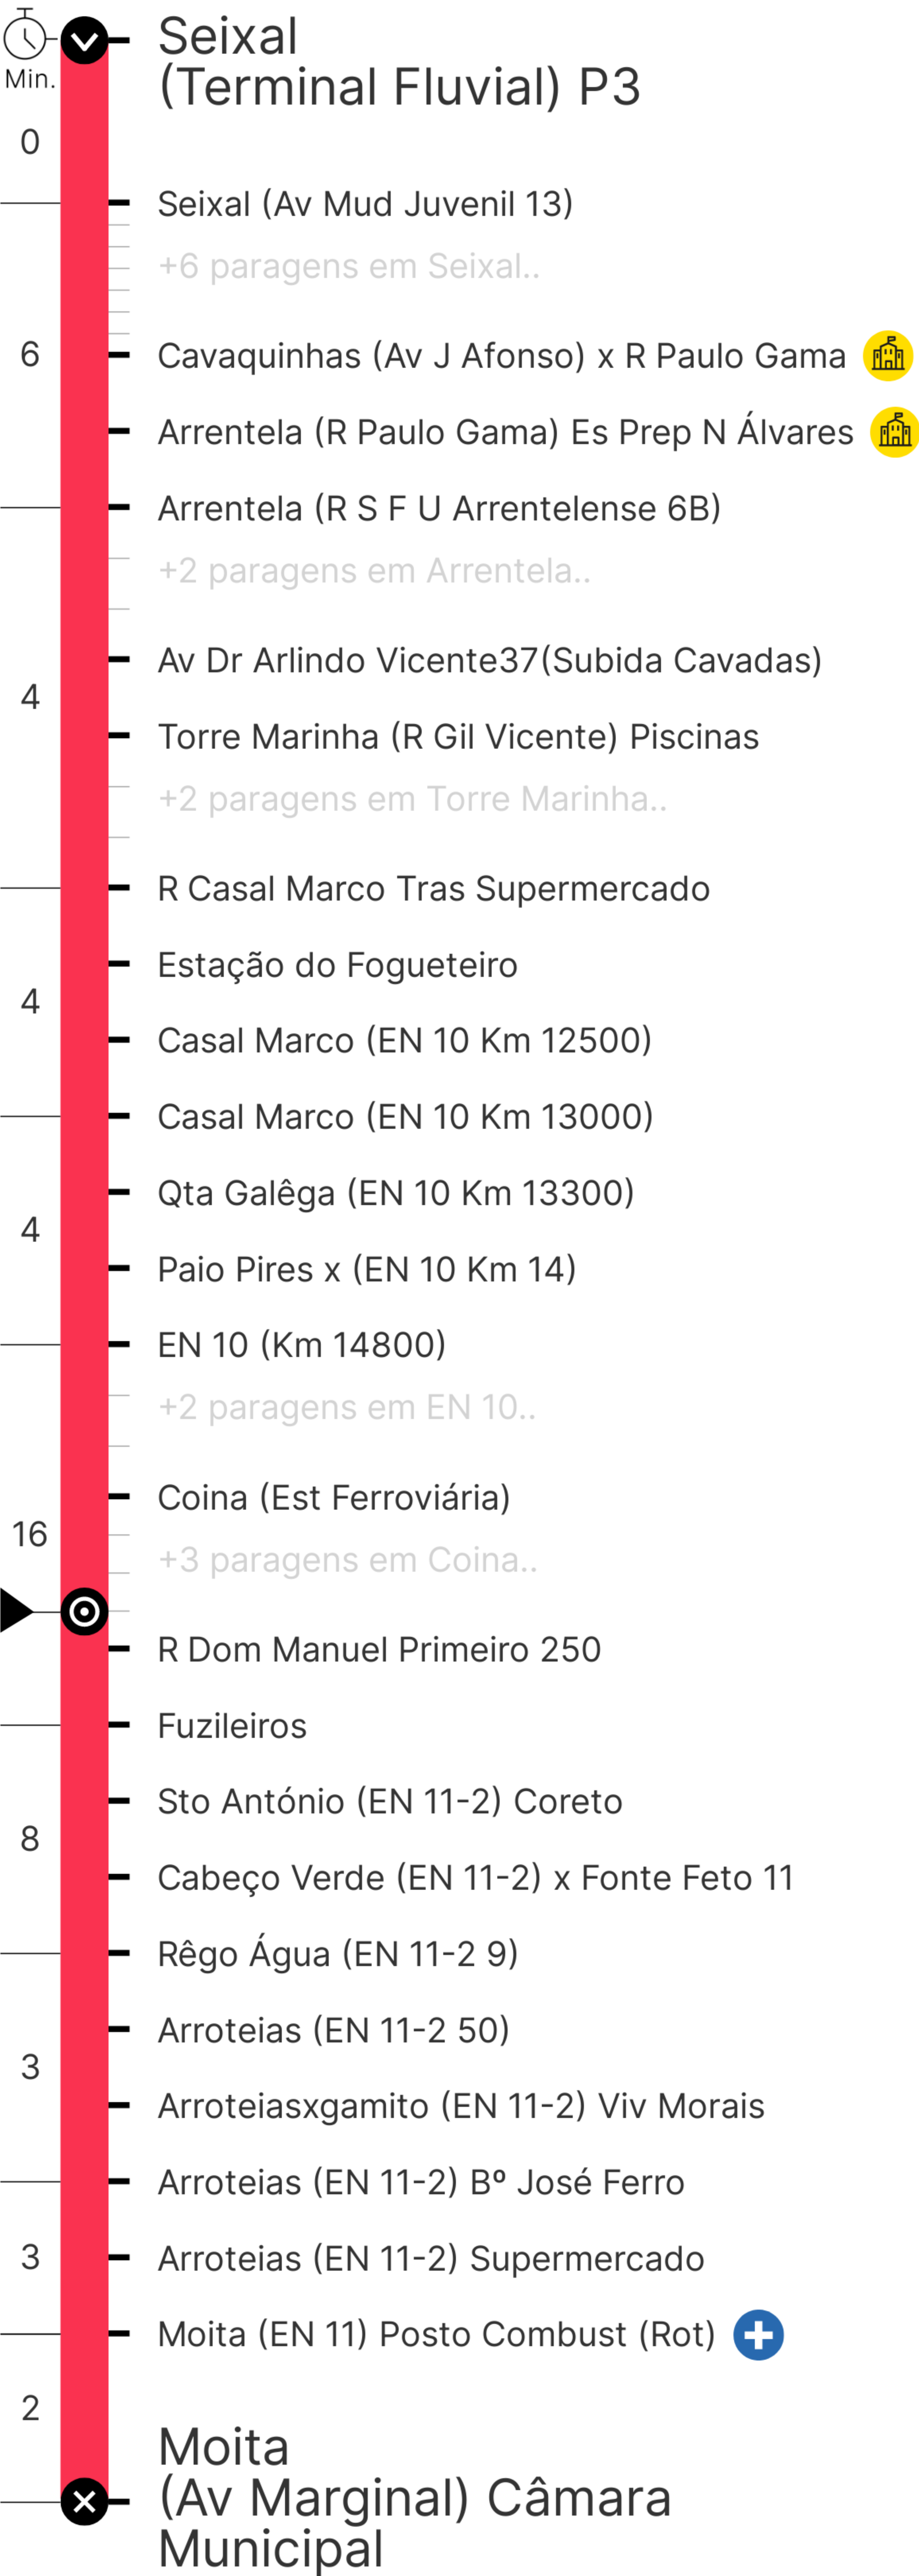 Seixal
(Terminal Fluvial) P3
Min.
0
Seixal (Av Mud Juvenil 13)
+6 paragens em Seixal..
6
Cavaquinhas (Av J Afonso) x R Paulo Gama
Arrentela (R Paulo Gama) Es Prep N Álvares
Arrentela (R S F U Arrentelense 6B)
+2 paragens em Arrentela..
Av Dr Arlindo Vicente37(Subida Cavadas)
4
Torre Marinha (R Gil Vicente) Piscinas
+2 paragens em Torre Marinha..
R Casal Marco Tras Supermercado
Estação do Fogueteiro
4
Casal Marco (EN 10 Km 12500)
Casal Marco (EN 10 Km 13000)
Qta Galêga (EN 10 Km 13300)
4
Paio Pires x (EN 10 Km 14)
EN 10 (Km 14800)
+2 paragens em EN 10..
Coina (Est Ferroviária)
16
+3 paragens em Coina..
R Dom Manuel Primeiro 250
Fuzileiros
Sto António (EN 11-2) Coreto
8
Cabeço Verde (EN 11-2) x Fonte Feto 11
Rêgo Água (EN 11-2 9)
Arroteias (EN 11-2 50)
3
Arroteiasxgamito (EN 11-2) Viv Morais
Arroteias (EN 11-2) Bº José Ferro
3
Arroteias (EN 11-2) Supermercado
Moita (EN 11) Posto Combust (Rot)
2
Moita
(Av Marginal) Câmara
Municipal